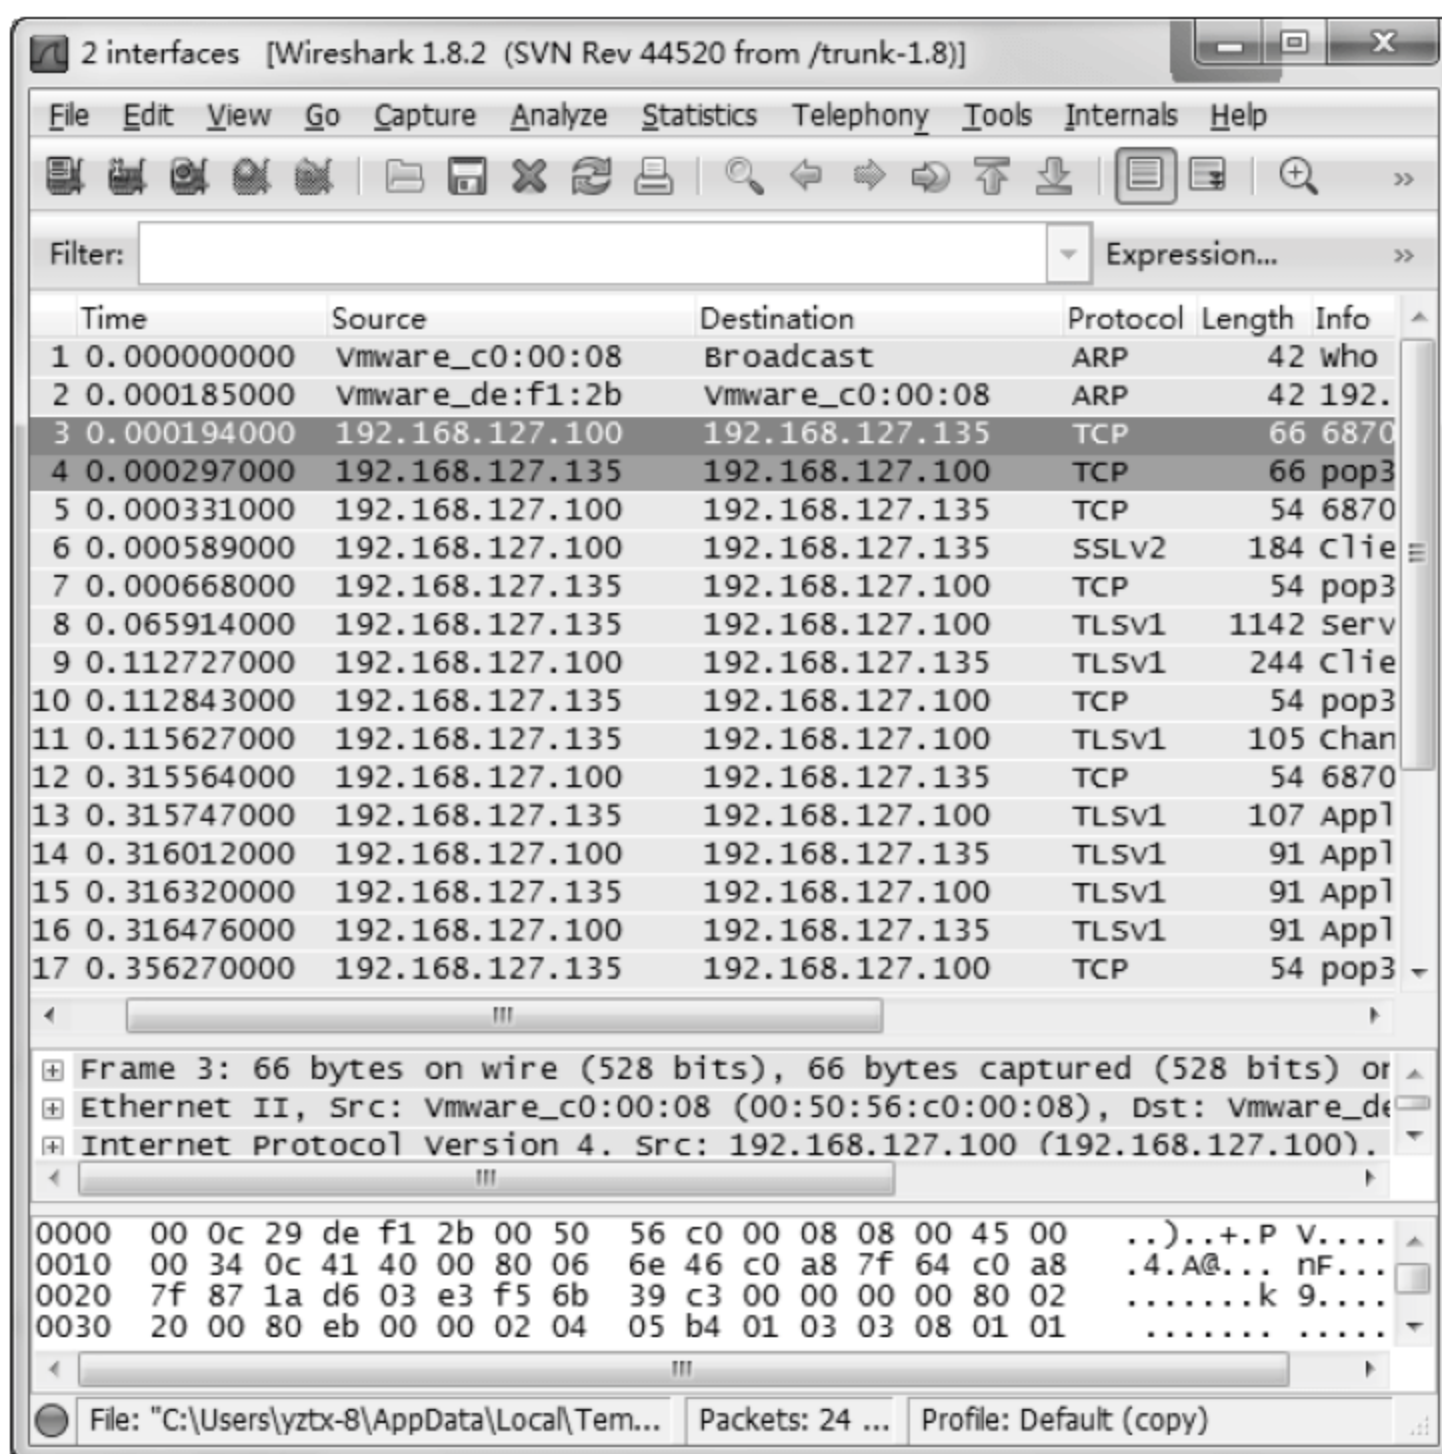 2 interfaces [Wireshark 1.8.2 (SVN Rev 44520 from /trunk-1.8)]
File Edit View Go Capture Analyze Statistics Telephony Tools Internals Help
Filter: Expression...
Time Source Destination Protocol Length Info
1 0.000000000 Vmware_c0:00:08 Broadcast ARP 42 Who
2 0.000185000 Vmware_de:f1:2b Vmware_c0:00:08 ARP 42 192.
3 0.000194000 192.168.127.100 192.168.127.135 TCP 66 6870
4 0.000297000 192.168.127.135 192.168.127.100 TCP 66 pop3
5 0.000331000 192.168.127.100 192.168.127.135 TCP 54 6870
6 0.000589000 192.168.127.100 192.168.127.135 SSLv2 184 Clie
7 0.000668000 192.168.127.135 192.168.127.100 TCP 54 pop3
8 0.065914000 192.168.127.135 192.168.127.100 TLSv1 1142 Serv
9 0.112727000 192.168.127.100 192.168.127.135 TLSv1 244 Clie
10 0.112843000 192.168.127.135 192.168.127.100 TCP 54 pop3
11 0.115627000 192.168.127.135 192.168.127.100 TLSv1 105 Chan
12 0.315564000 192.168.127.100 192.168.127.135 TCP 54 6870
13 0.315747000 192.168.127.135 192.168.127.100 TLSv1 107 Appl
14 0.316012000 192.168.127.100 192.168.127.135 TLSv1 91 Appl
15 0.316320000 192.168.127.135 192.168.127.100 TLSv1 91 Appl
16 0.316476000 192.168.127.100 192.168.127.135 TLSv1 91 Appl
17 0.356270000 192.168.127.135 192.168.127.100 TCP 54 pop3
Frame 3: 66 bytes on wire (528 bits), 66 bytes captured (528 bits) or
Ethernet II, Src: Vmware_c0:00:08 (00:50:56:c0:00:08), Dst: Vmware_de
Internet Protocol Version 4. Src: 192.168.127.100 (192.168.127.100).
0000 00 0c 29 de f1 2b 00 50 56 c0 00 08 08 00 45 00 ..)..+.P V....
0010 00 34 0c 41 40 00 80 06 6e 46 c0 a8 7f 64 c0 a8 .4.A@... nF...
0020 7f 87 1a d6 03 e3 f5 6b 39 c3 00 00 00 00 80 02 .......k 9....
0030 20 00 80 eb 00 00 02 04 05 b4 01 03 03 08 01 01 ....... .....
File: "C:\Users\yztx-8\AppData\Local\Tem... Packets: 24 ... Profile: Default (copy)